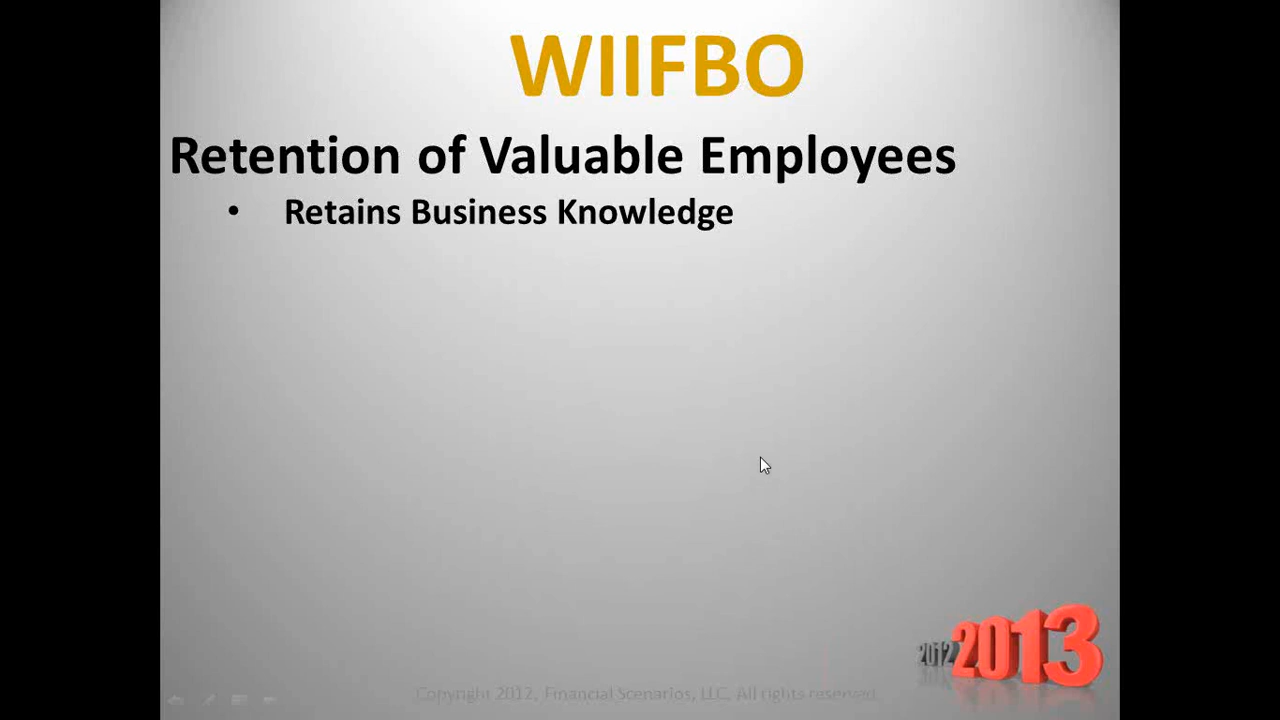 WIIFBO
Retention of Valuable Employees
• Retains Business Knowledge
2012 2013
Copyright 2012, Financial Scenarios, LLC, All rights reserved